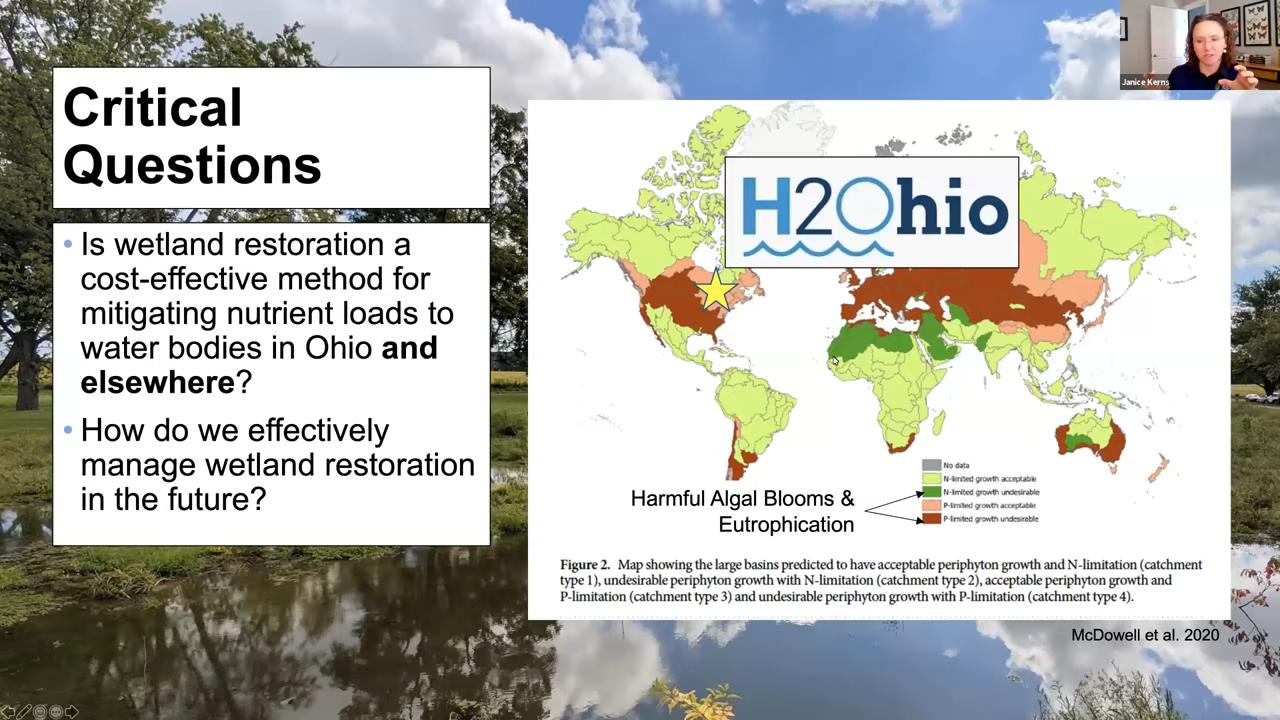 Critical
Questions
• Is wetland restoration a
cost-effective method for
mitigating nutrient loads to
water bodies in Ohio and
elsewhere?
• How do we effectively
manage wetland restoration
in the future?
Janice Kerns
H2Ohio
No data
N-limited growth acceptable
N-limited growth undesirable
P-limited growth acceptable
P-limited growth undesirable
Harmful Algal Blooms &
Eutrophication
Figure 2. Map showing the large basins predicted to have acceptable periphyton growth and N-limitation (catchment
type 1), undesirable periphyton growth with N-limitation (catchment type 2), acceptable periphyton growth and
P-limitation (catchment type 3) and undesirable periphyton growth with P-limitation (catchment type 4).
McDowell et al. 2020